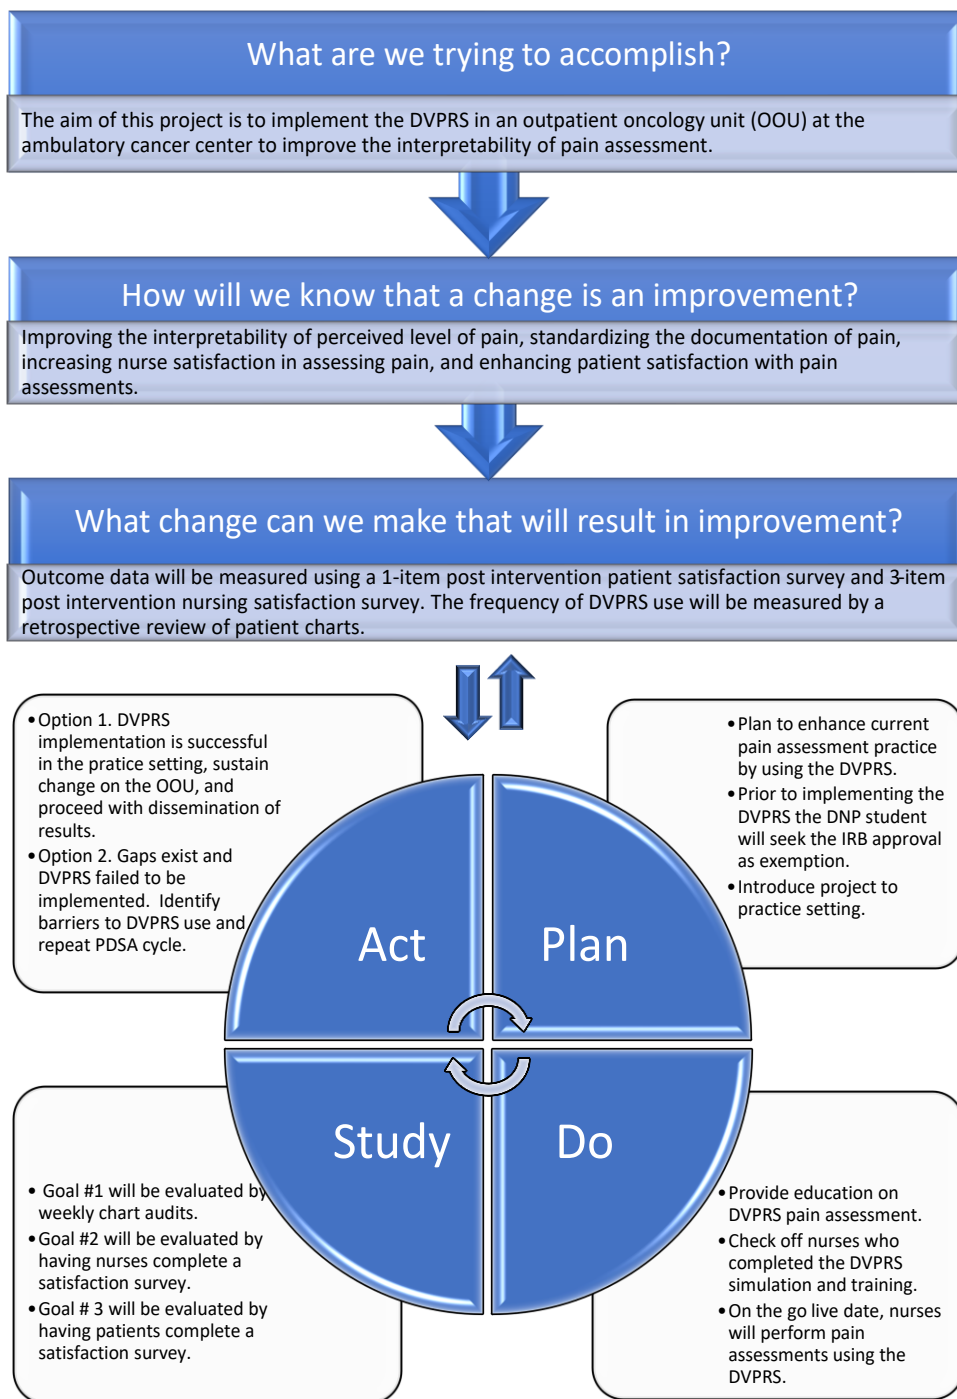 What are we trying to accomplish?
The aim of this project is to implement the DVPRS in an outpatient oncology unit (OOU) at the
ambulatory cancer center to improve the interpretability of pain assessment.
How will we know that a change is an improvement?
Improving the interpretability of perceived level of pain, standardizing the documentation of pain,
increasing nurse satisfaction in assessing pain, and enhancing patient satisfaction with pain
assessments.
What change can we make that will result in improvement?
Outcome data will be measured using a 1-item post intervention patient satisfaction survey and 3-item
post intervention nursing satisfaction survey. The frequency of DVPRS use will be measured by a
retrospective review of patient charts.
•Option 1. DVPRS
implementation is successful
in the pratice setting, sustain
change on the OOU, and
proceed with dissemination of
results.
•Option 2. Gaps exist and
DVPRS failed to be
implemented. Identify
barriers to DVPRS use and
repeat PDSA cycle.
•Plan to enhance current
pain assessment practice
by using the DVPRS.
•Prior to implementing the
DVPRS the DNP student
will seek the IRB approval
as exemption.
•Introduce project to
practice setting.
Act
Plan
Study
Do
• Goal #1 will be evaluated by
weekly chart audits.
•Goal #2 will be evaluated by
having nurses complete a
satisfaction survey.
•Goal # 3 will be evaluated by
having patients complete a
satisfaction survey.
•Provide education on
DVPRS pain assessment.
•Check off nurses who
completed the DVPRS
simulation and training.
•On the go live date, nurses
will perform pain
assessments using the
DVPRS.